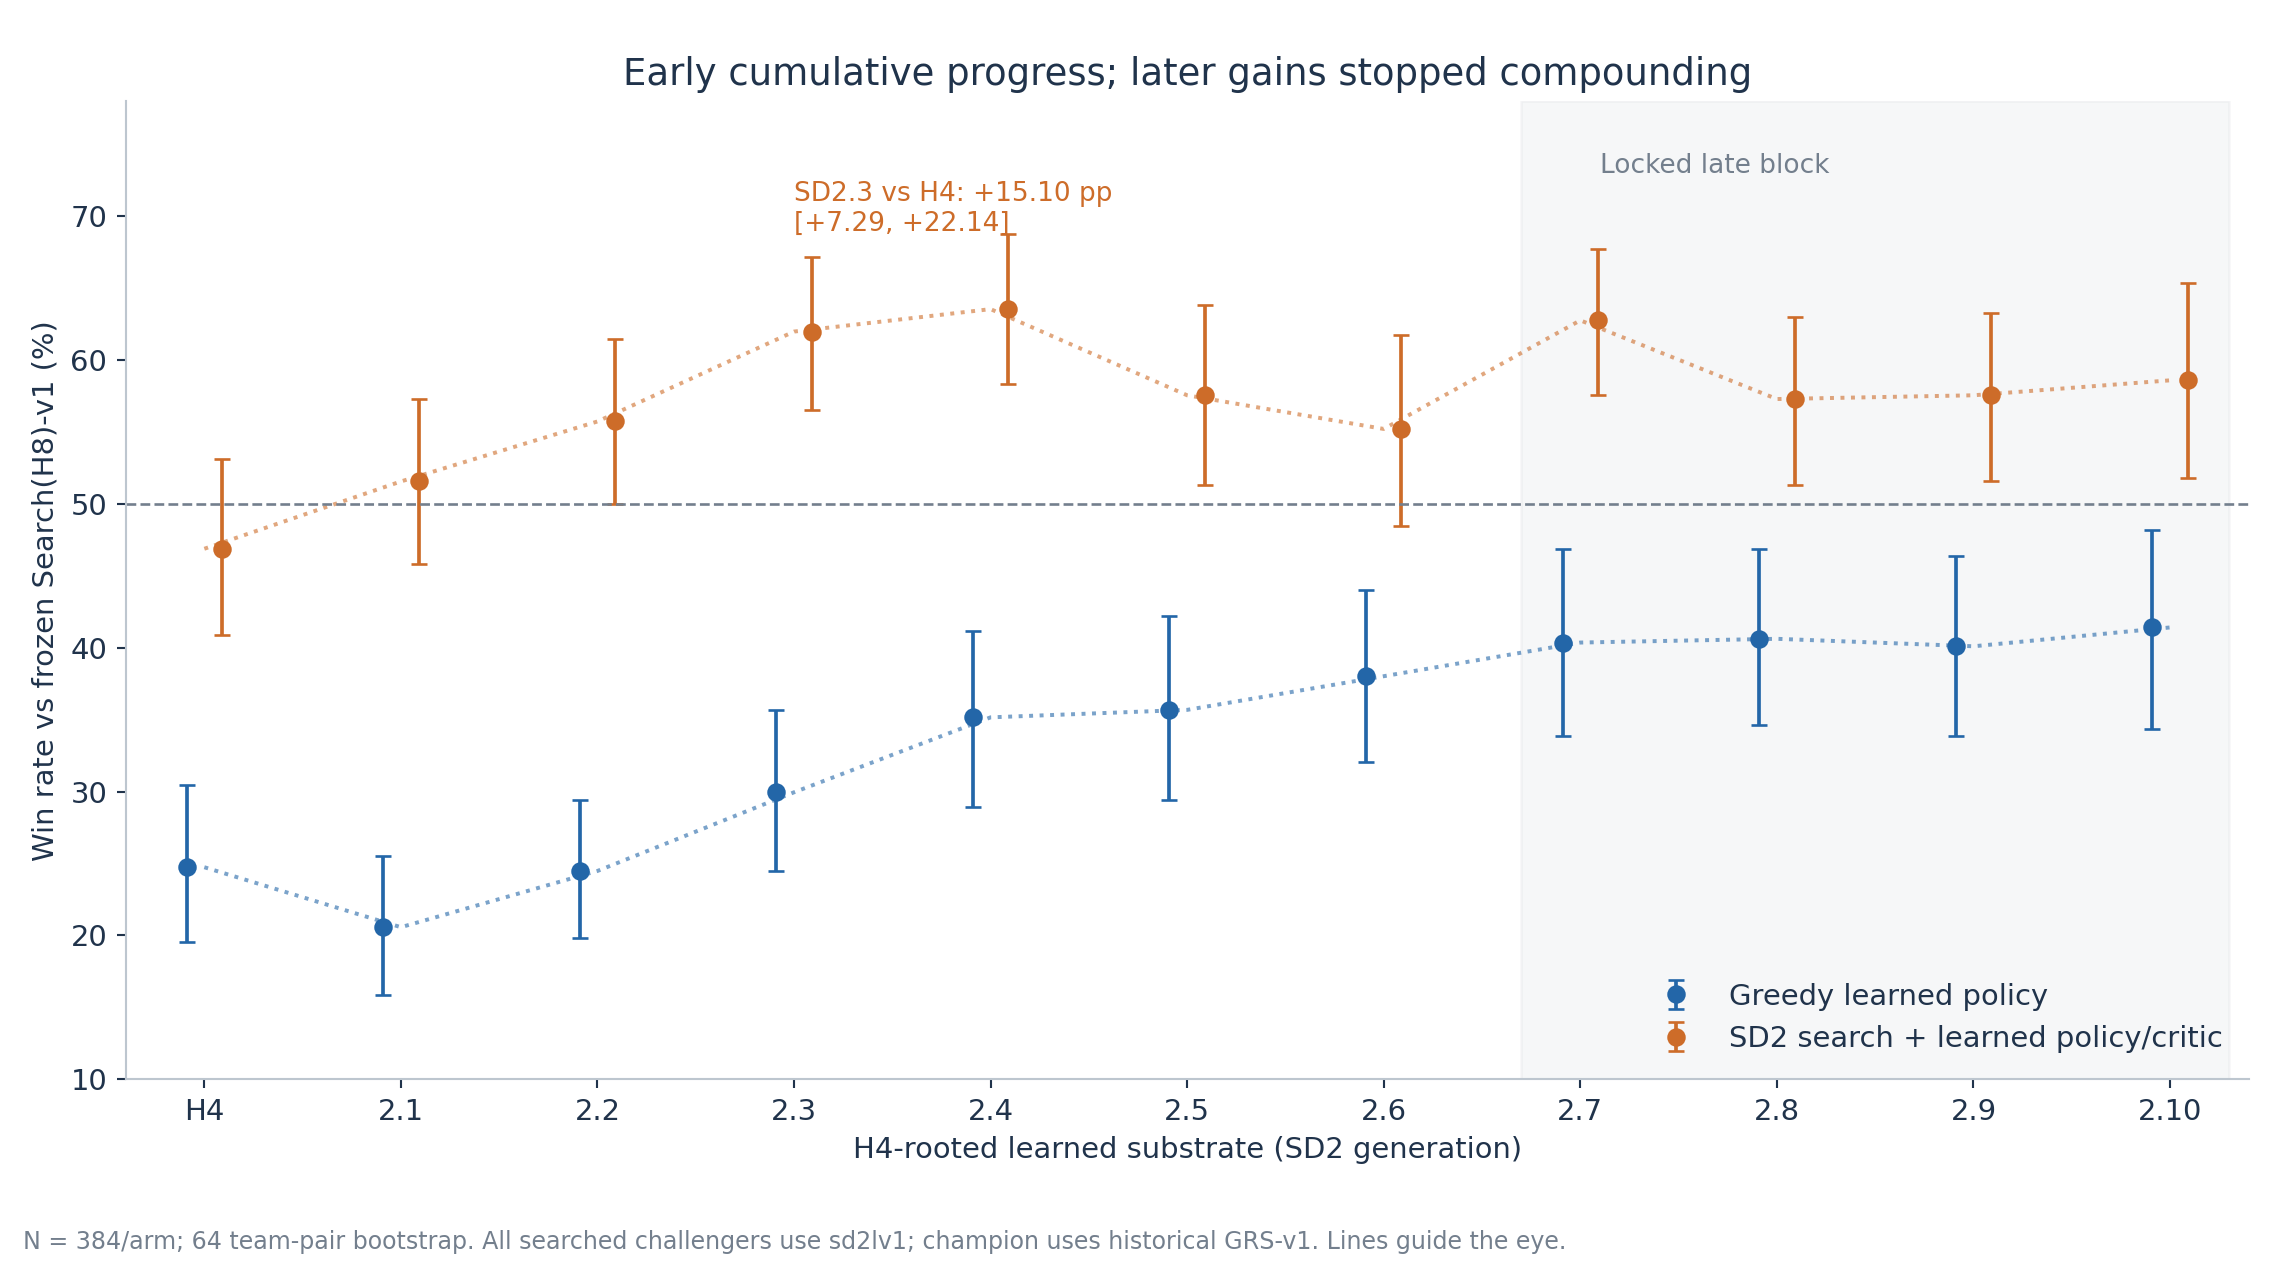 Early cumulative progress; later gains stopped compounding
Locked late block
SD2.3 vs H4: +15.10 pp
[+7.29, +22.14]
Win rate vs frozen Search(H8)-v1 (%)
70
60
50
40
30
20
10
Greedy learned policy
SD2 search + learned policy/critic
H4
2.1
2.2
2.3
2.4
2.5
2.6
2.7
2.8
2.9
2.10
H4-rooted learned substrate (SD2 generation)
N = 384/arm; 64 team-pair bootstrap. All searched challengers use sd2lv1; champion uses historical GRS-v1. Lines guide the eye.